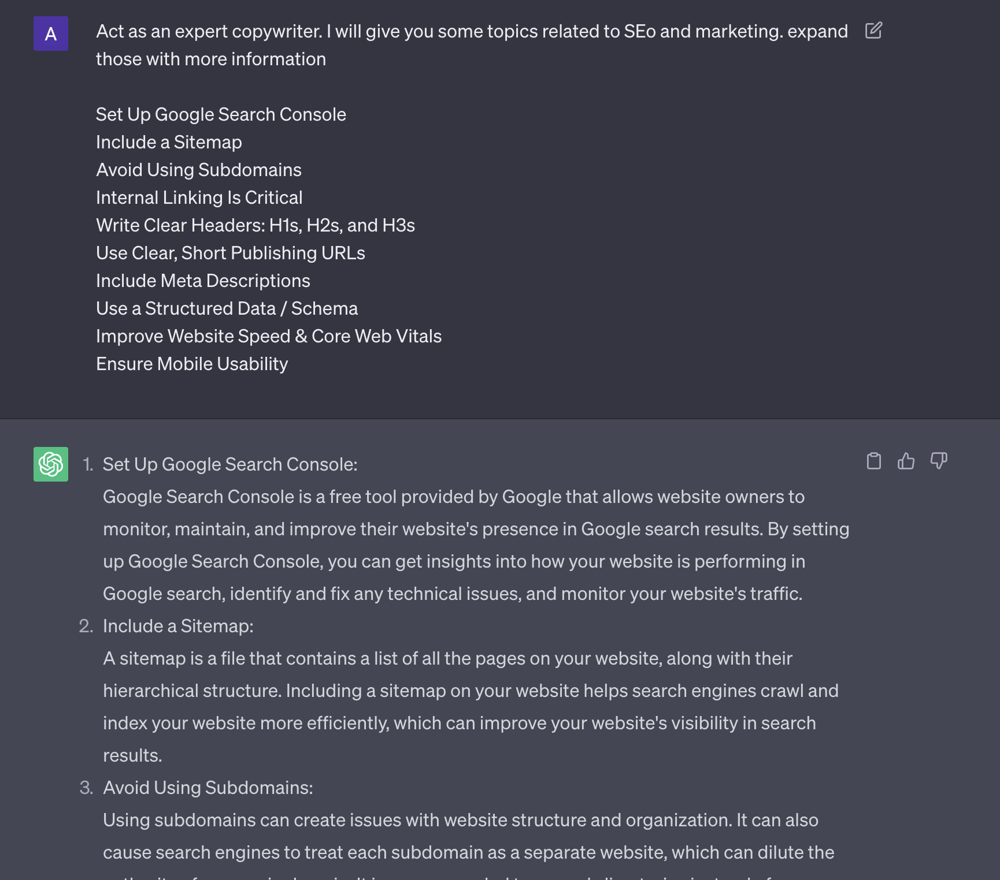 A
Act as an expert copywriter. I will give you some topics related to SEo and marketing. expand
those with more information
Set Up Google Search Console
Include a Sitemap
Avoid Using Subdomains
Internal Linking Is Critical
Write Clear Headers: H1s, H2s, and H3s
Use Clear, Short Publishing URLs
Include Meta Descriptions
Use a Structured Data / Schema
Improve Website Speed & Core Web Vitals
Ensure Mobile Usability
1. Set Up Google Search Console:
Google Search Console is a free tool provided by Google that allows website owners to
monitor, maintain, and improve their website's presence in Google search results. By setting
up Google Search Console, you can get insights into how your website is performing in
Google search, identify and fix any technical issues, and monitor your website's traffic.
2. Include a Sitemap:
A sitemap is a file that contains a list of all the pages on your website, along with their
hierarchical structure. Including a sitemap on your website helps search engines crawl and
index your website more efficiently, which can improve your website's visibility in search
results.
3. Avoid Using Subdomains:
Using subdomains can create issues with website structure and organization. It can also
cause search engines to treat each subdomain as a separate website, which can dilute the